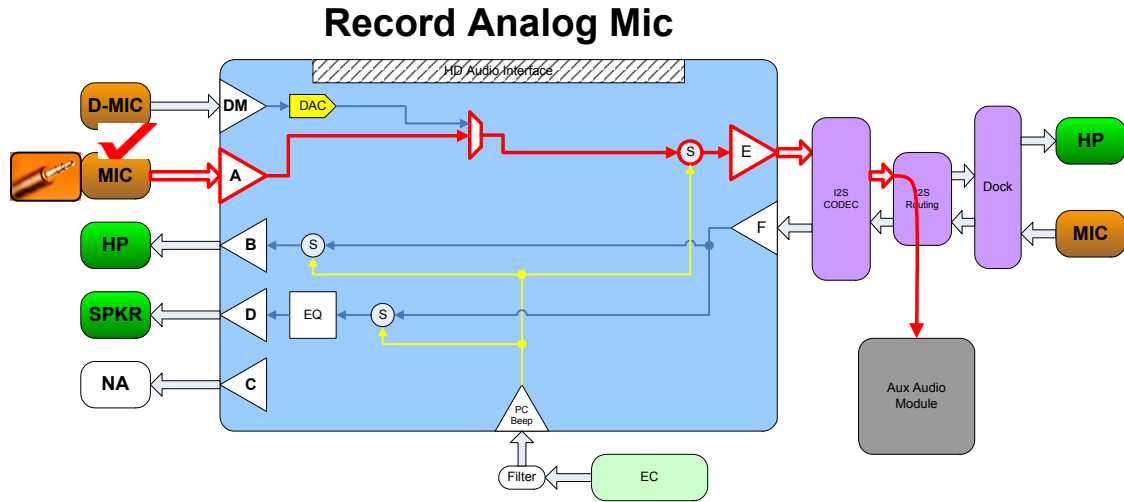 Record Analog Mic
HD Audio Interface
D-MIC
DM
DAC
MIC
A
S
E
I2S
CODEC
I2S
Routing
Dock
HP
MIC
HP
B
S
F
SPKR
D
EQ
S
NA
C
PC
Beep
Filter
EC
Aux Audio
Module